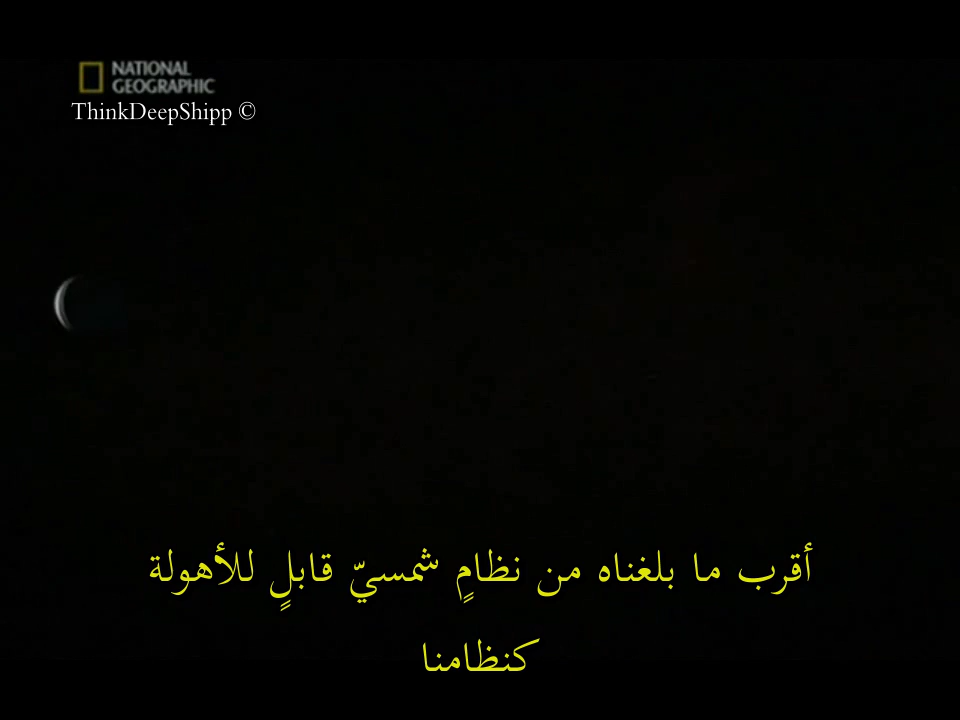 NATIONAL
GEOGRAPHIC
ThinkDeepShipp ©
أقرب ما بلغناه من نظامٍ شمسيّ قابلٍ للأهولة
كنظامنا